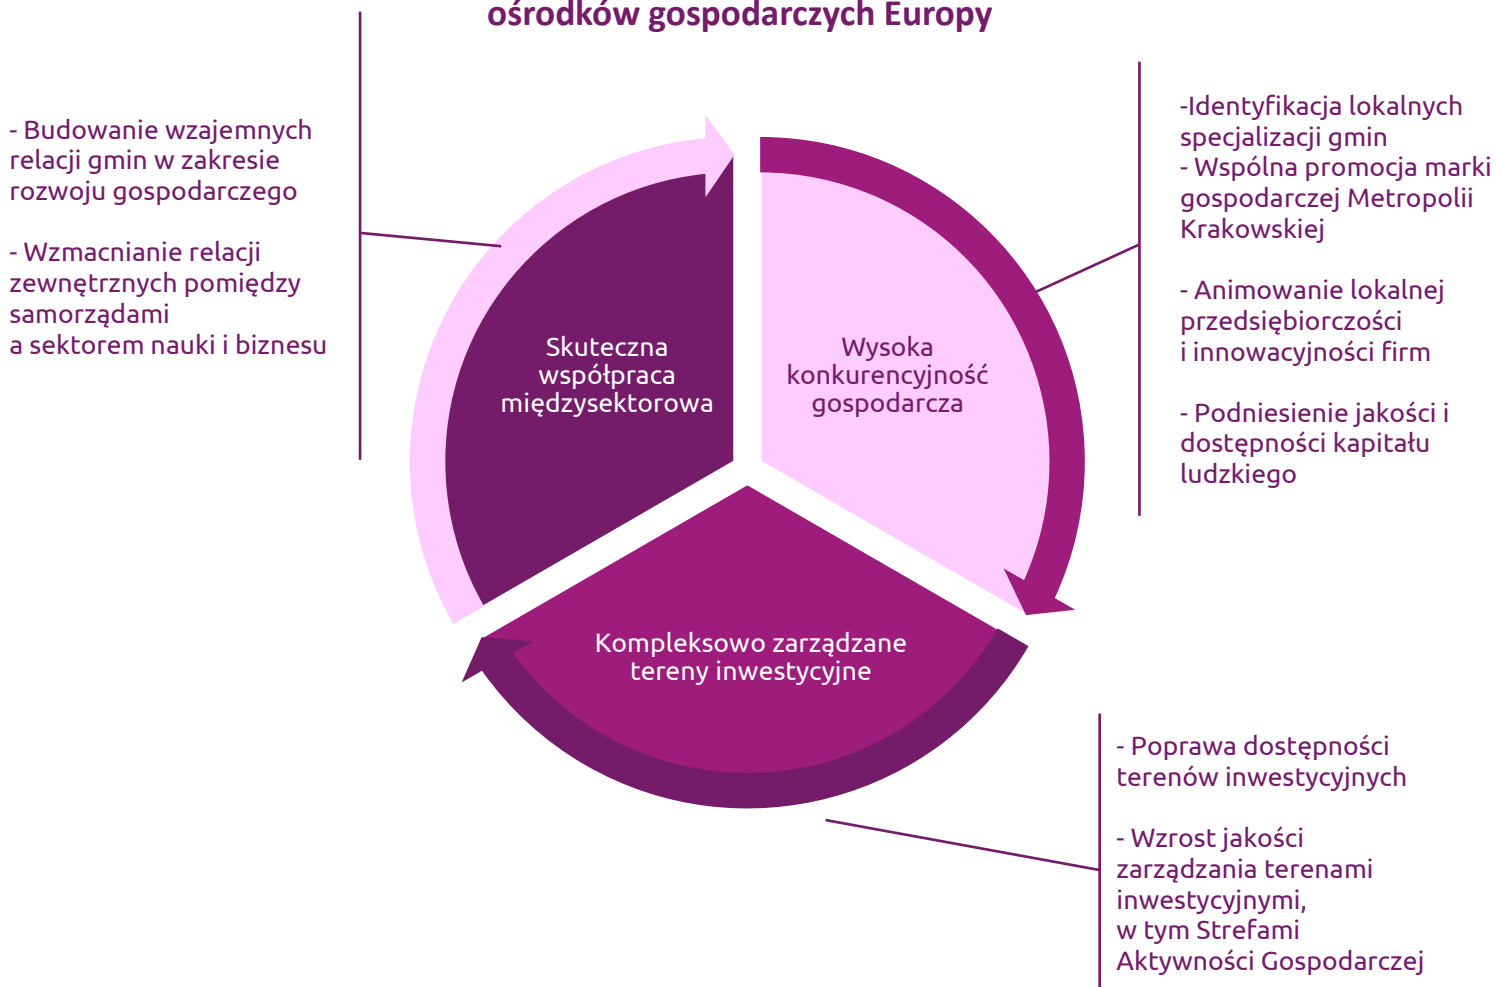 ośrodków gospodarczych Europy
- Budowanie wzajemnych
relacji gmin w zakresie
rozwoju gospodarczego
- Wzmacnianie relacji
zewnętrznych pomiędzy
samorządami
a sektorem nauki i biznesu
Skuteczna
współpraca
międzysektorowa
Wysoka
konkurencyjność
gospodarcza
-Identyfikacja lokalnych
specjalizacji gmin
- Wspólna promocja marki
gospodarczej Metropolii
Krakowskiej
- Animowanie lokalnej
przedsiębiorczości
i innowacyjności firm
- Podniesienie jakości i
dostępności kapitału
ludzkiego
Kompleksowo zarządzane
tereny inwestycyjne
- Poprawa dostępności
terenów inwestycyjnych
- Wzrost jakości
zarządzania terenami
inwestycyjnymi,
w tym Strefami
Aktywności Gospodarczej